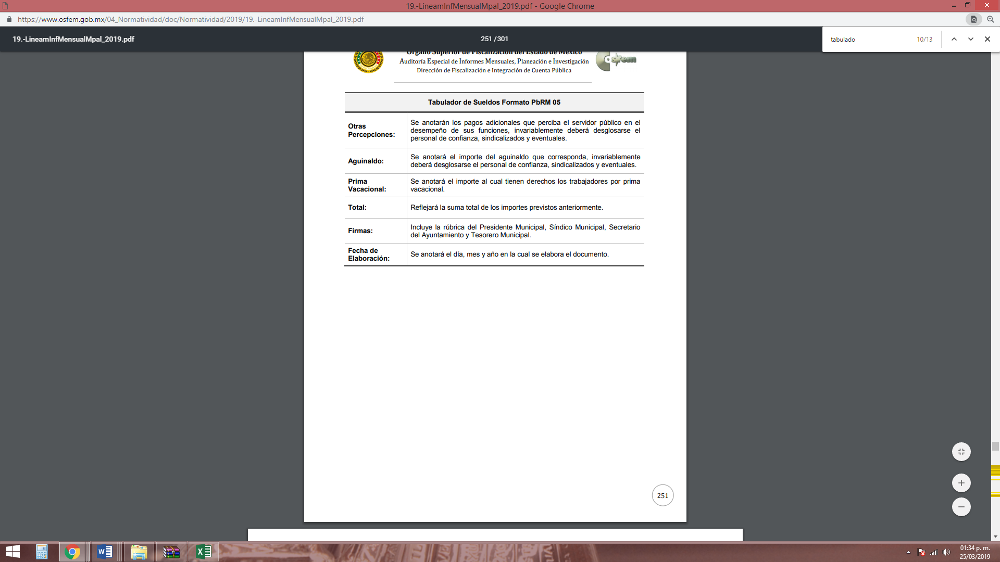 19.-LineamInfMensualMpal_2019.pdf - Google Chrome
https://www.osfem.gob.mx/04_Normatividad/doc/Normatividad/2019/19.-LineamInfMensualMpal_2019.pdf
19.-LineamInfMensualMpal_2019.pdf
251 / 301
tabulado
10/13
Órgano Superior de Fiscalización del Estado de México
Auditoría Especial de Informes Mensuales, Planeación e Investigación
Dirección de Fiscalización e Integración de Cuenta Pública
osfem
Tabulador de Sueldos Formato PbRM 05
Otras
Percepciones:
Se anotarán los pagos adicionales que perciba el servidor público en el
desempeño de sus funciones, invariablemente deberá desglosarse el
personal de confianza, sindicalizados y eventuales.
Aguinaldo:
Se anotará el importe del aguinaldo que corresponda, invariablemente
deberá desglosarse el personal de confianza, sindicalizados y eventuales.
Prima
Vacacional:
Se anotará el importe al cual tienen derechos los trabajadores por prima
vacacional.
Total:
Reflejará la suma total de los importes previstos anteriormente.
Firmas:
Incluye la rúbrica del Presidente Municipal, Síndico Municipal, Secretario
del Ayuntamiento y Tesorero Municipal.
Fecha de
Elaboración:
Se anotará el día, mes y año en la cual se elabora el documento.
251
01:34 p. m.
25/03/2019